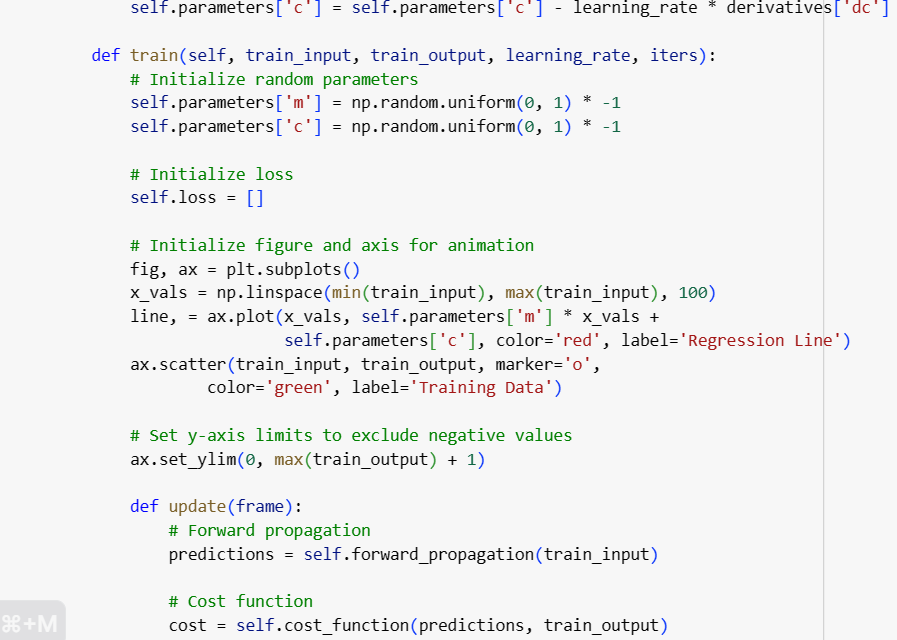 self.parameters['c'] = self.parameters['c'] - learning_rate * derivatives['dc']
def train(self, train_input, train_output, learning_rate, iters):
# Initialize random parameters
self.parameters['m'] = np.random.uniform(0, 1) * -1
self.parameters['c'] = np.random.uniform(0, 1) * -1
# Initialize loss
self.loss = []
# Initialize figure and axis for animation
fig, ax = plt.subplots()
x_vals = np.linspace(min(train_input), max(train_input), 100)
line, = ax.plot(x_vals, self.parameters['m'] * x_vals +
self.parameters['c'], color='red', label='Regression Line')
ax.scatter(train_input, train_output, marker='o',
color='green', label='Training Data')
# Set y-axis limits to exclude negative values
ax.set_ylim(0, max(train_output) + 1)
def update(frame):
# Forward propagation
predictions = self.forward_propagation(train_input)
# Cost function
cost = self.cost_function(predictions, train_output)
⌘+M